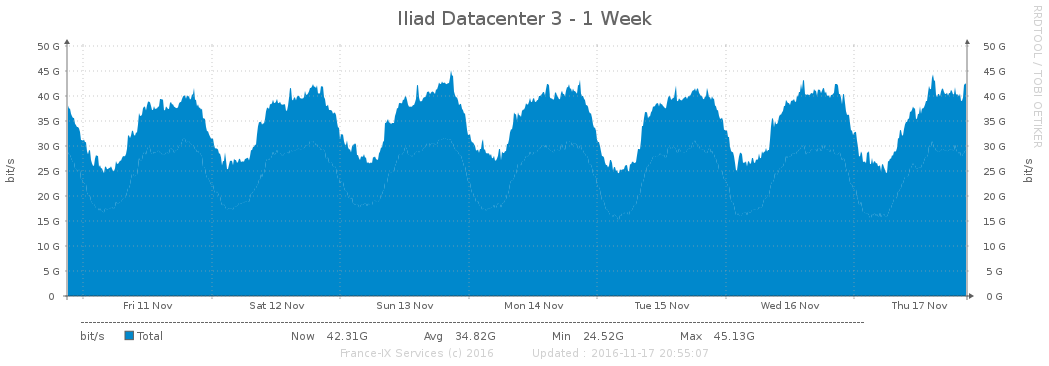 Iliad Datacenter 3 - 1 Week
RRDTOOL / TOBI OETIKER
bit/s
50 G
45 G
40 G
35 G
30 G
25 G
20 G
15 G
10 G
5 G
0
50 G
45 G
40 G
35 G
30 G
25 G
20 G
15 G
10 G
5 G
0 G
bit/s
Fri 11 Nov Sat 12 Nov Sun 13 Nov Mon 14 Nov Tue 15 Nov Wed 16 Nov Thu 17 Nov
bit/s Total Now 42.31G Avg 34.82G Min 24.52G Max 45.13G
France-IX Services (c) 2016 Updated : 2016-11-17 20:55:07